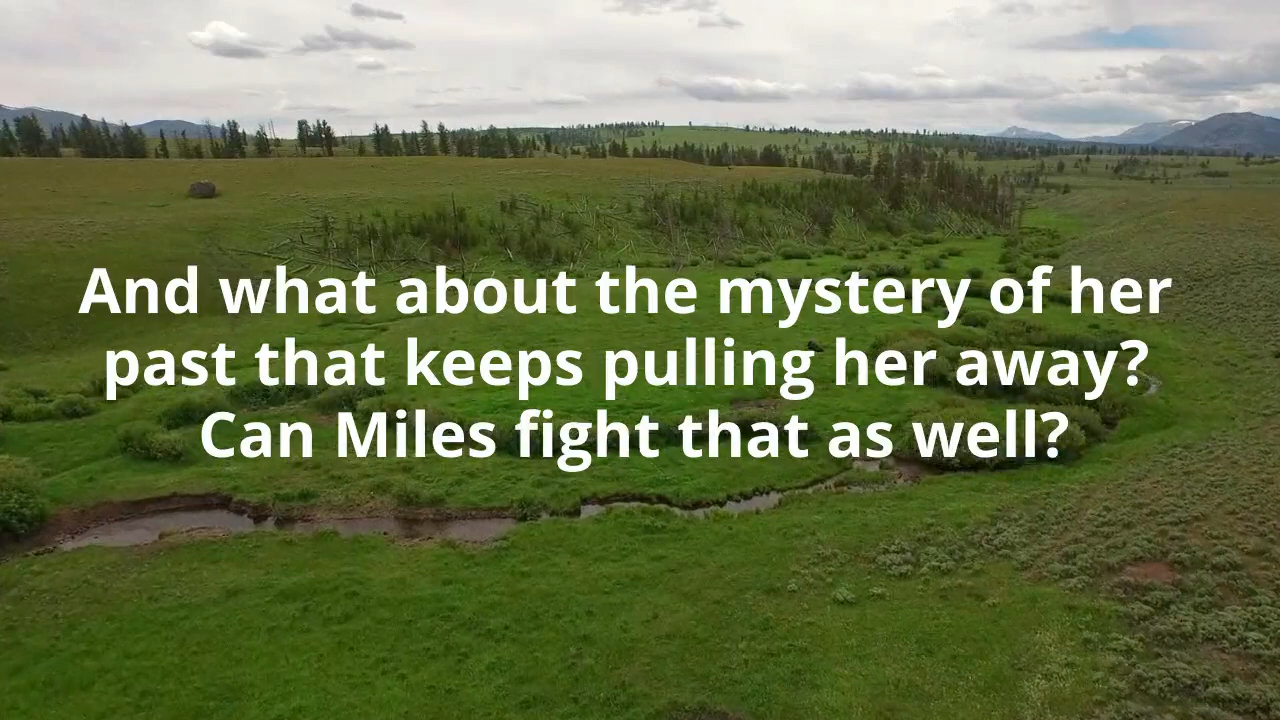 And what about the mystery of her
past that keeps pulling her away?
Can Miles fight that as well?